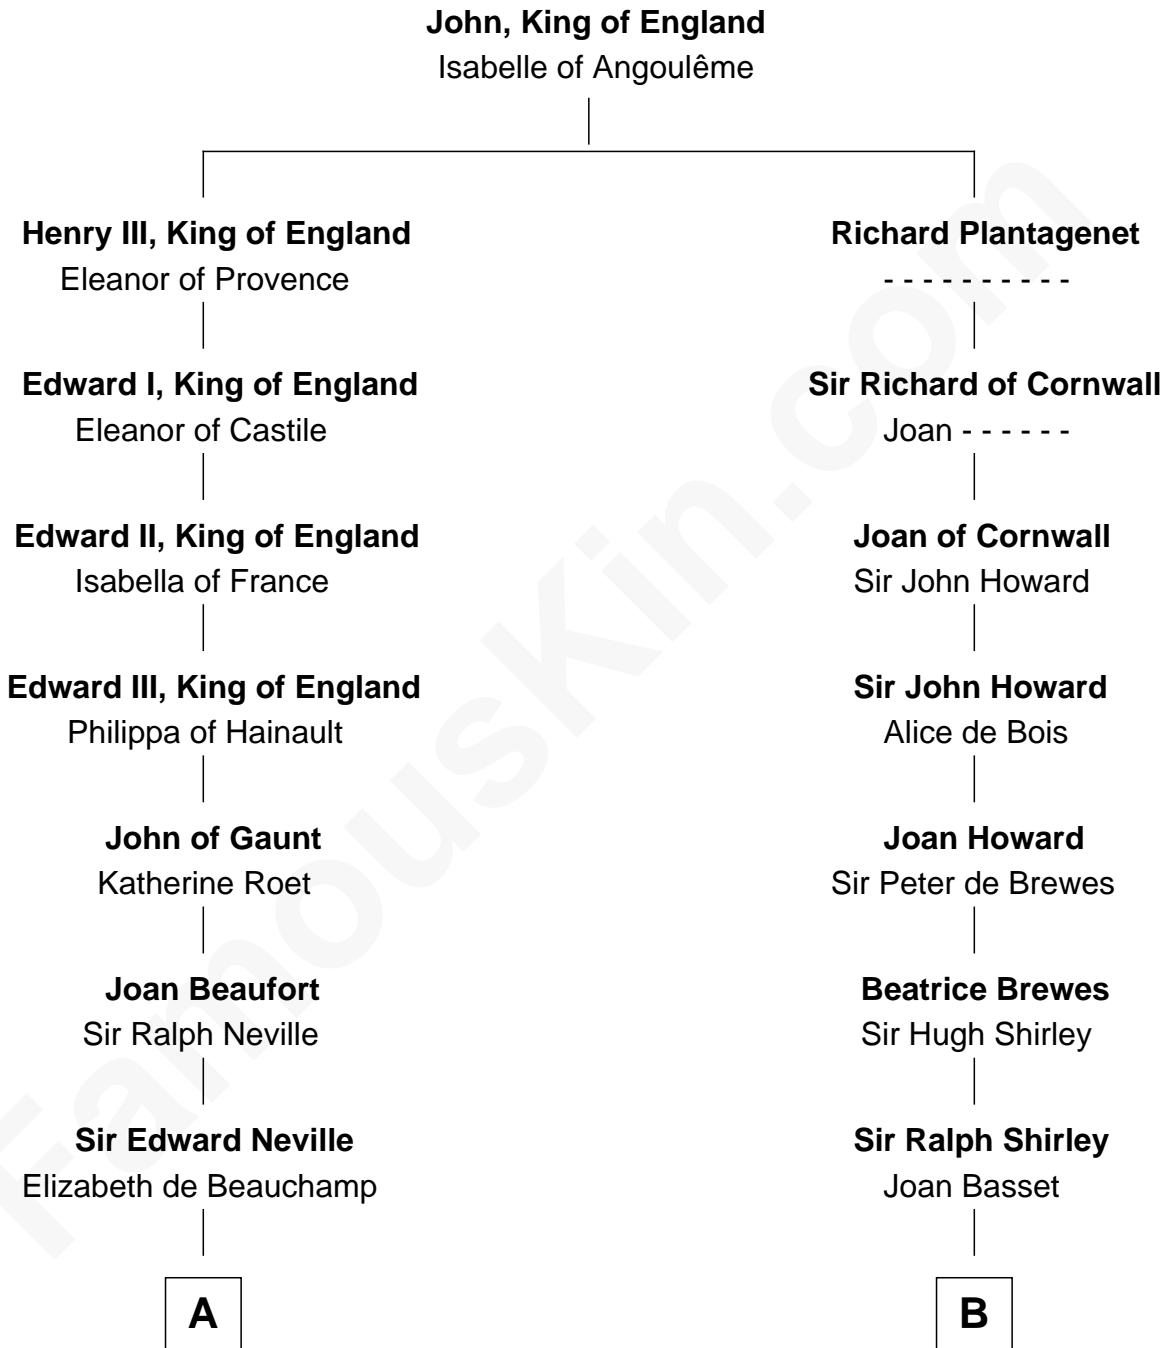 John, King of England
Isabelle of Angoulême
Henry III, King of England
Eleanor of Provence
Edward I, King of England
Eleanor of Castile
Edward II, King of England
Isabella of France
Edward III, King of England
Philippa of Hainault
John of Gaunt
Katherine Roet
Joan Beaufort
Sir Ralph Neville
Sir Edward Neville
Elizabeth de Beauchamp
A
Richard Plantagenet
- - - - - - - - - -
Sir Richard of Cornwall
Joan - - - - - -
Joan of Cornwall
Sir John Howard
Sir John Howard
Alice de Bois
Joan Howard
Sir Peter de Brewes
Beatrice Brewes
Sir Hugh Shirley
Sir Ralph Shirley
Joan Basset
B
FamousKin.com